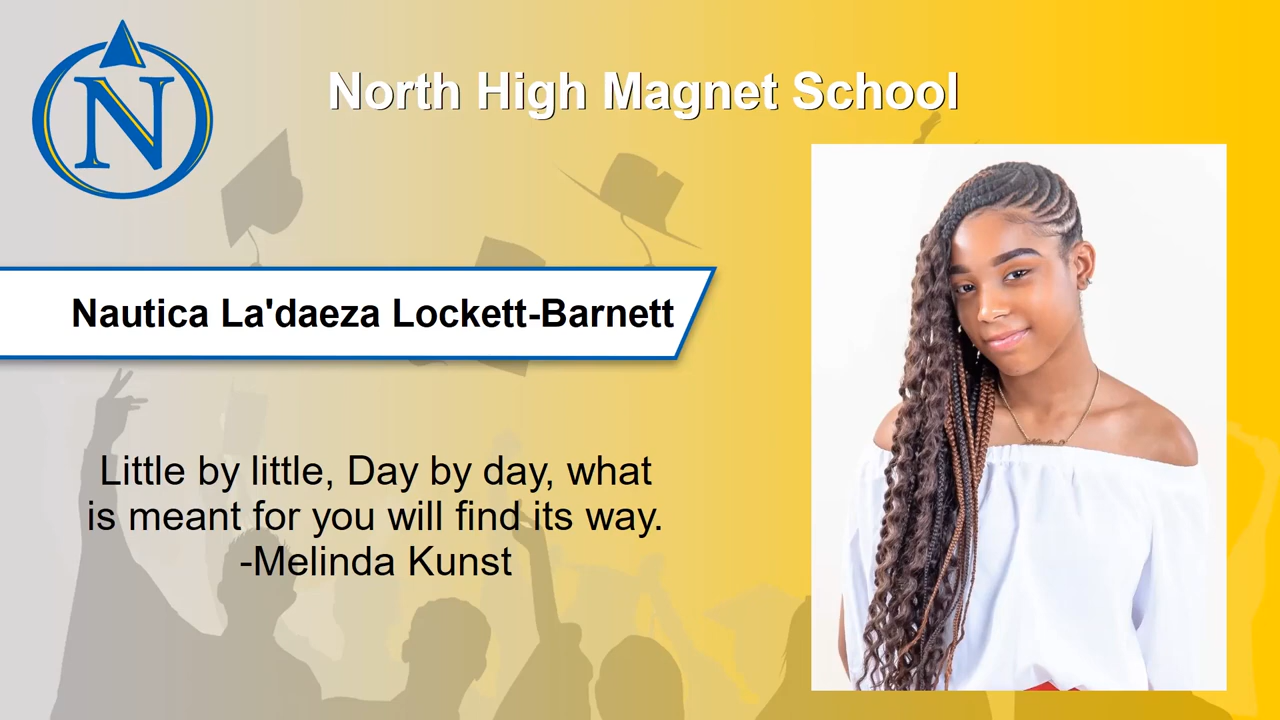 N
North High Magnet School
Nautica La'daeza Lockett-Barnett
Little by little, Day by day, what
is meant for you will find its way.
-Melinda Kunst